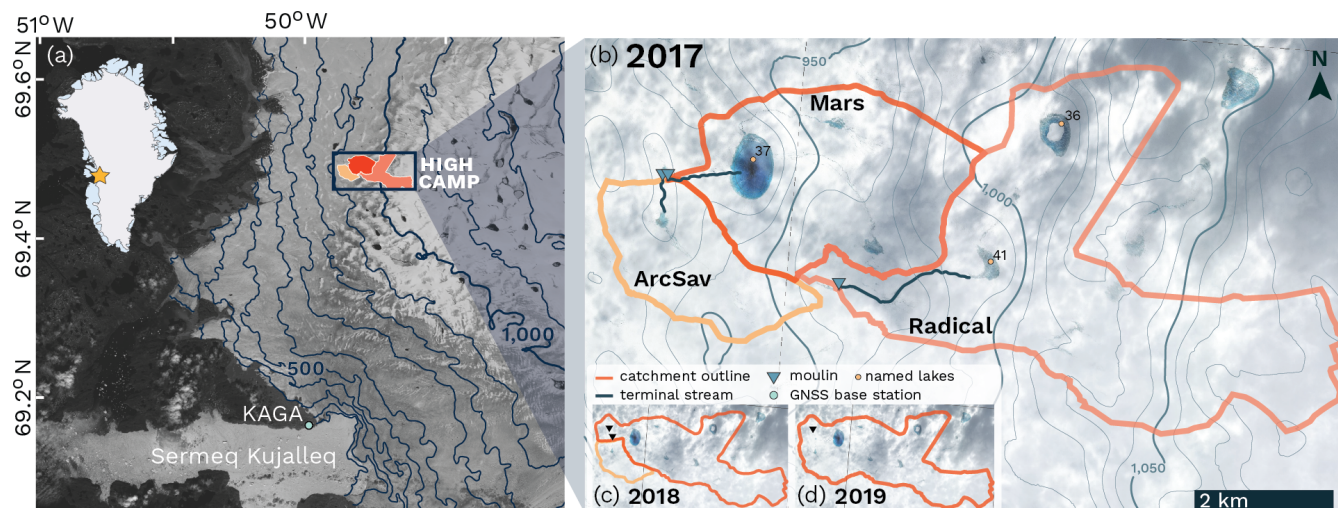 51°W
50°W
(a)
69.6°N
69.4°N
69.2°N
HIGH
CAMP
1,000
500
KAGA
Sermeq Kujalleq
(b) 2017
N
950
Mars
36
37
1,000
41
ArcSav
Radical
catchment outline
moulin
named lakes
terminal stream
GNSS base station
(c) 2018
(d) 2019
1,050
2 km